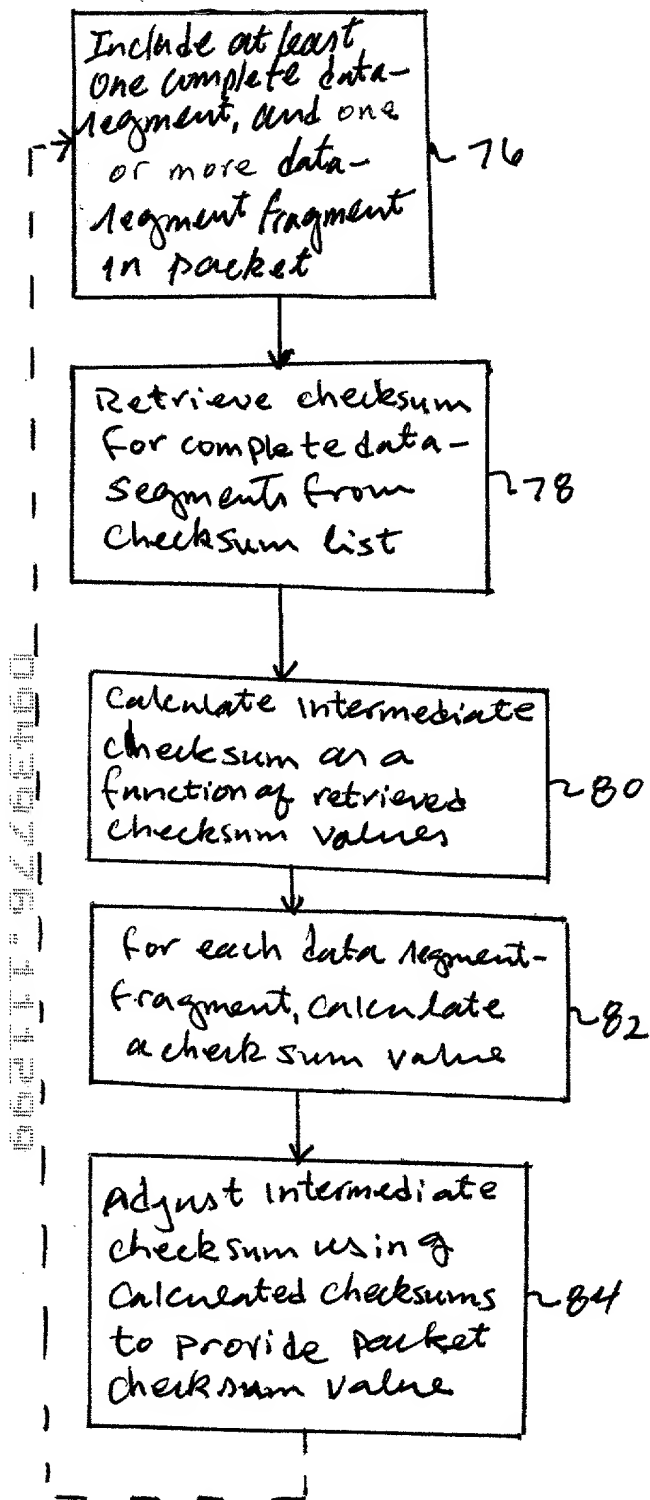 Include at least
one complete data-
segment, and one
or more data-
segment fragment
in packet
76
Retrieve checksum
for complete data-
segments from
checksum list
78
Calculate intermediate
checksum as a
function of retrieved
checksum values
80
for each data segment-
fragment, calculate
a check sum value
82
Adjust intermediate
checksum using
calculated checksums
to provide packet
checksum value
84